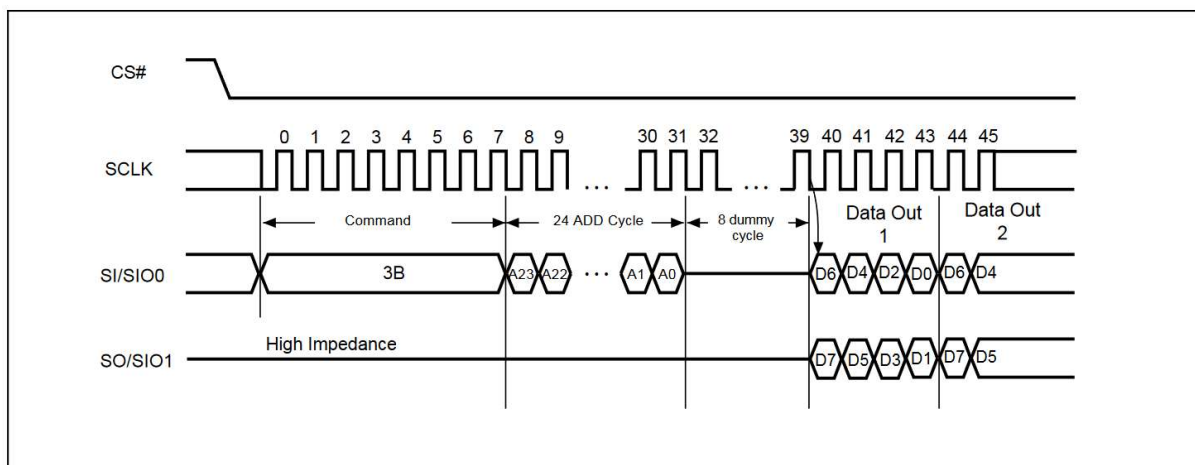 CS#
0 1 2 3 4 5 6 7 8 9 30 31 32 39 40 41 42 43 44 45
SCLK
... ...
Command 24 ADD Cycle 8 dummy Data Out Data Out
cycle 1 2
SI/SIO0 3B A23 A22 ... A1 A0 D6 D4 D2 D0 D6 D4
High Impedance
SO/SIO1 D7 D5 D3 D1 D7 D5